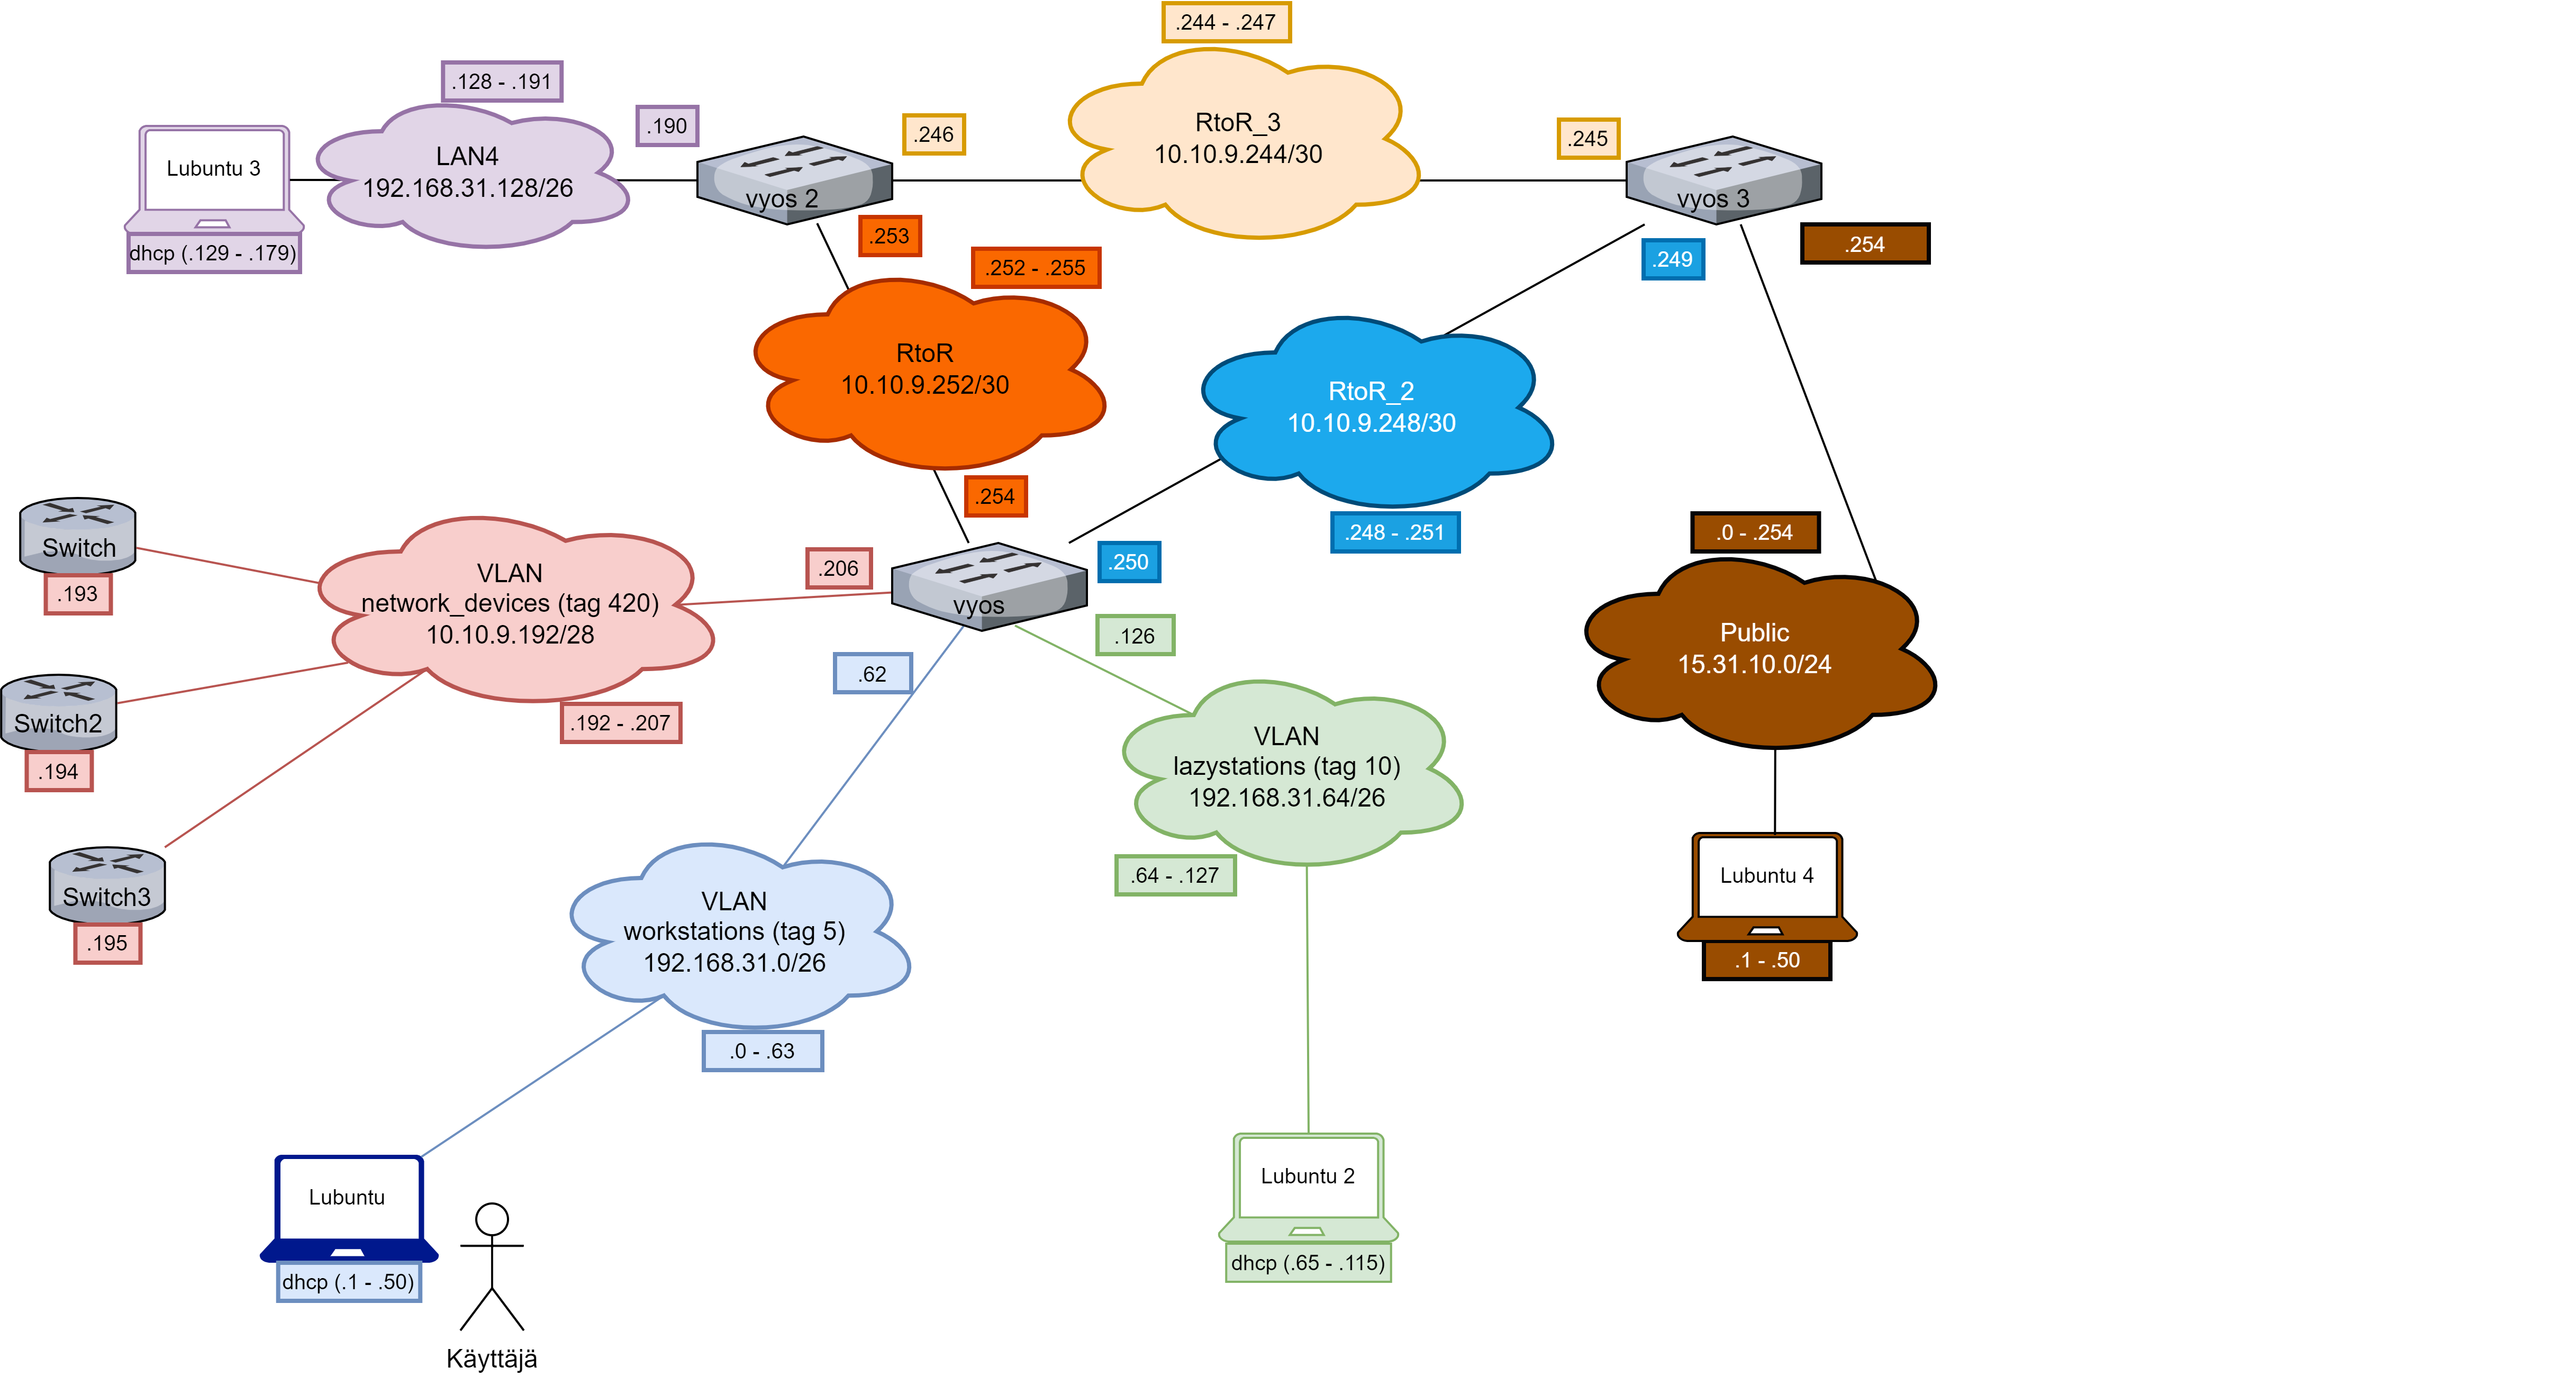 .244 - .247
.128 - .191
.190
.246
RtoR_3
10.10.9.244/30
.245
Lubuntu 3
LAN4
192.168.31.128/26
vyos 2
vyos 3
dhcp (.129 - .179)
.253
.252 - .255
.249
.254
RtoR
10.10.9.252/30
RtoR_2
10.10.9.248/30
.254
.248 - .251
.0 - .254
Switch
.193
VLAN
network_devices (tag 420)
10.10.9.192/28
.206
vyos
.250
.126
.62
Public
15.31.10.0/24
Switch2
.194
.192 - .207
VLAN
lazystations (tag 10)
192.168.31.64/26
.64 - .127
Switch3
.195
VLAN
workstations (tag 5)
192.168.31.0/26
.0 - .63
Lubuntu 4
.1 - .50
Lubuntu
dhcp (.1 - .50)
Käyttäjä
Lubuntu 2
dhcp (.65 - .115)